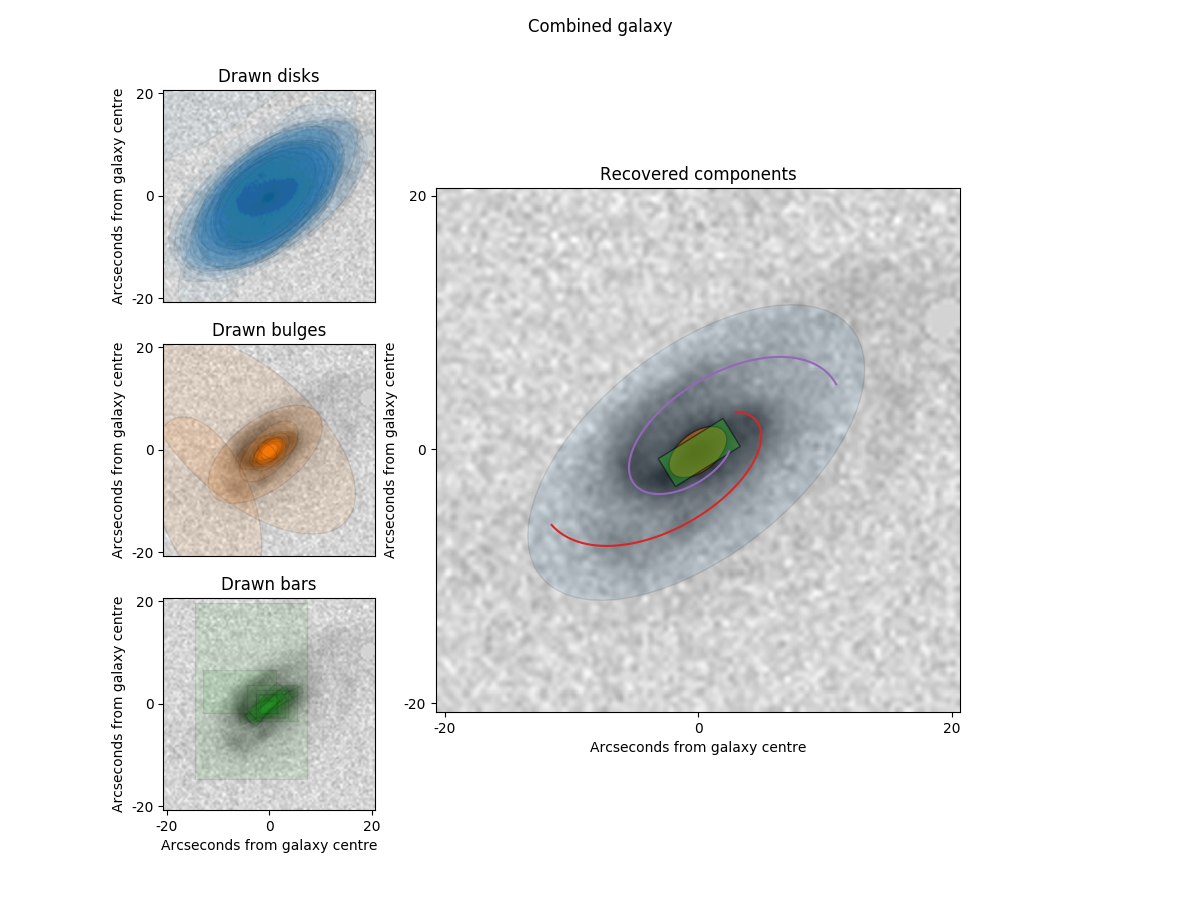 Combined galaxy
Drawn disks
20
0
-20
Arcseconds from galaxy centre
Drawn bulges
20
0
-20
Arcseconds from galaxy centre
Drawn bars
20
0
-20
Arcseconds from galaxy centre
-20 0 20
Arcseconds from galaxy centre
Recovered components
20
0
-20
Arcseconds from galaxy centre
-20 0 20
Arcseconds from galaxy centre